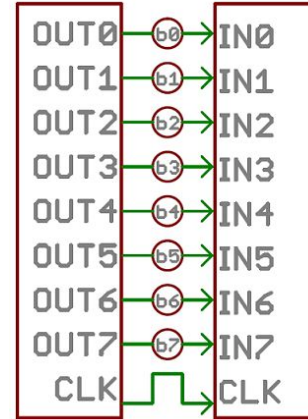 OUT0 b0 IN0
OUT1 b1 IN1
OUT2 b2 IN2
OUT3 b3 IN3
OUT4 b4 IN4
OUT5 b5 IN5
OUT6 b6 IN6
OUT7 b7 IN7
CLK CLK